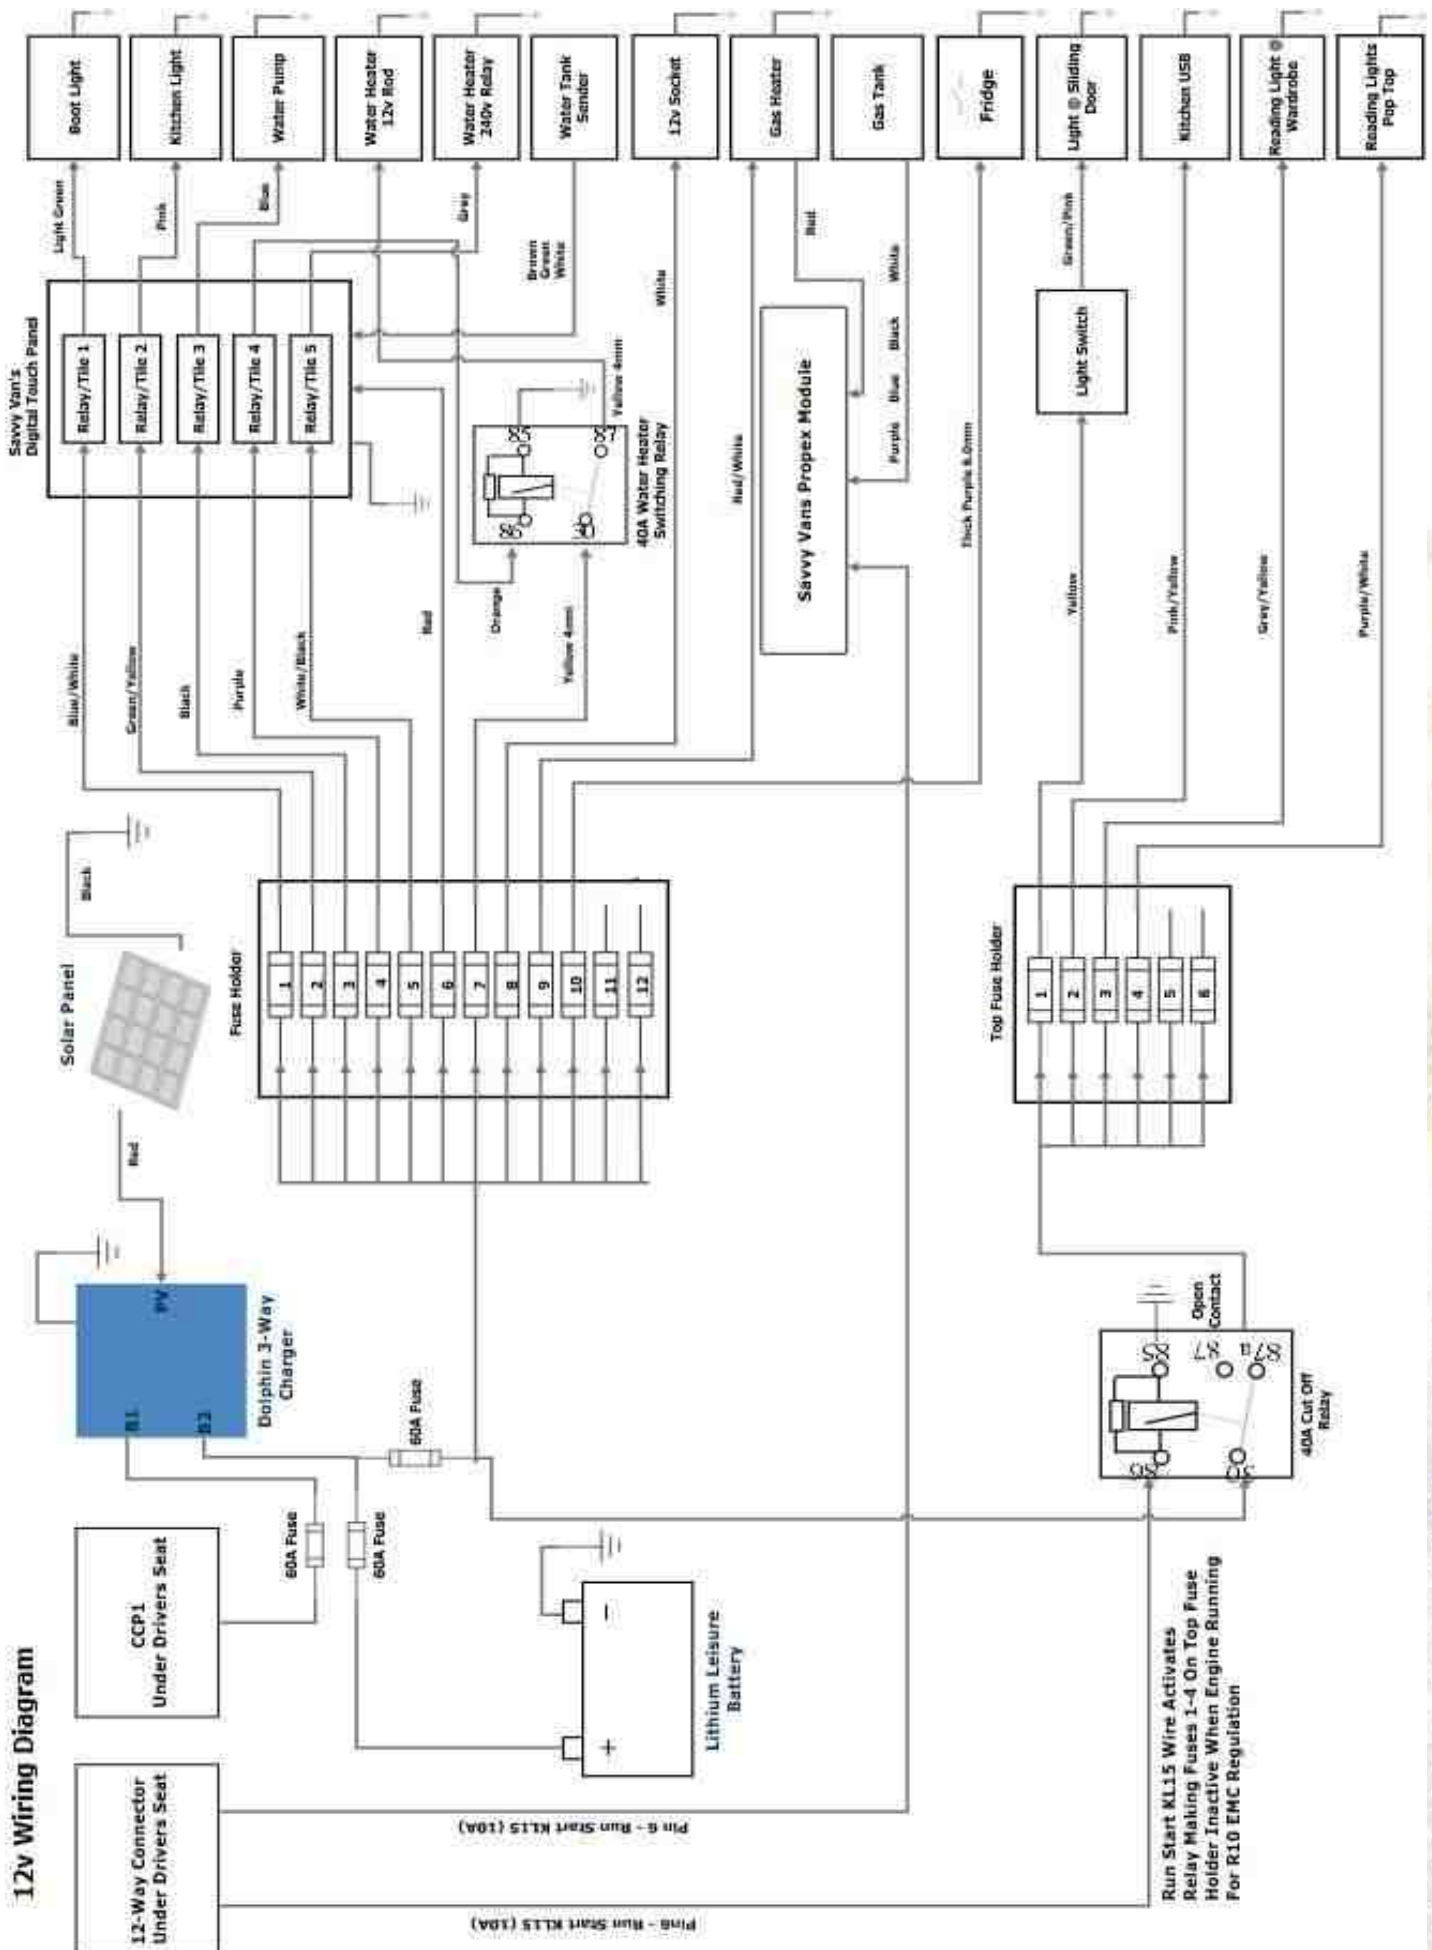 12v Wiring Diagram
12-Way Connector
Under Drivers Seat
CCP1
Under Drivers Seat
Pin 6 - Run Start KL15 (10A)
Pin6 - Run Start KL15 (10A)
Lithium Leisure
Battery
+
−
60A Fuse
60A Fuse
60A Fuse
B1
B2
PV
Dolphin 3-Way
Charger
Solar Panel
Red
Black
Fuse Holder
1
2
3
4
5
6
7
8
9
10
11
12
Top Fuse Holder
1
2
3
4
5
6
Run Start KL15 Wire Activates
Relay Making Fuses 1-4 On Top Fuse
Holder Inactive When Engine Running
For R10 EMC Regulation
40A Cut Off
Relay
86
30
85
87
87a
Open
Contact
Blue/White
Green/Yellow
Black
Purple
White/Black
Red
Orange
Yellow 4mm
Savvy Van's
Digital Touch Panel
Relay/Tile 1
Relay/Tile 2
Relay/Tile 3
Relay/Tile 4
Relay/Tile 5
40A Water Heater
Switching Relay
86
30
85
87
Yellow 4mm
Light Green
Pink
Blue
Grey
Brown
Green
White
White
Red/White
Red
Savvy Vans Propex Module
Purple Blue Black White
Thick Purple 6.0mm
Yellow
Light Switch
Green/Pink
Pink/Yellow
Grey/Yellow
Purple/White
Boot Light
Kitchen Light
Water Pump
Water Heater
12v Rod
Water Heater
240v Relay
Water Tank
Sender
12v Socket
Gas Heater
Gas Tank
Fridge
Light @ Sliding
Door
Kitchen USB
Reading Light @
Wardrobe
Reading Lights
Pop Top